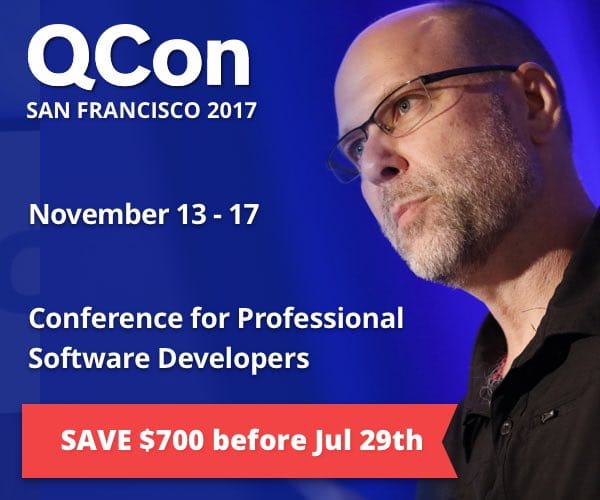 QCon
SAN FRANCISCO 2017
November 13 - 17
Conference for Professional
Software Developers
SAVE $700 before Jul 29th